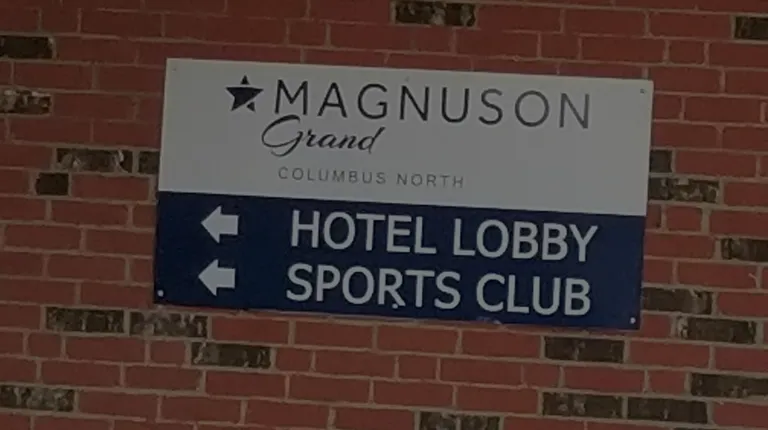 MAGNUSON
Grand
COLUMBUS NORTH
HOTEL LOBBY
SPORTS CLUB